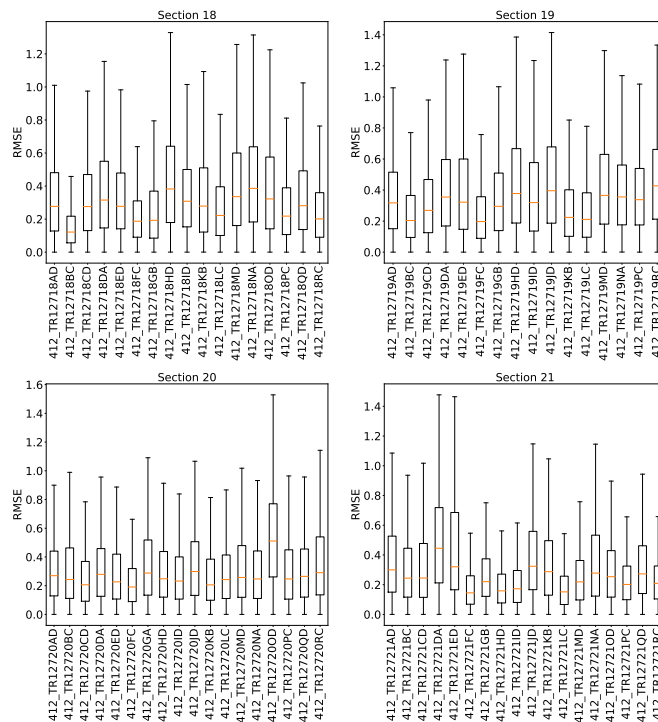 Section 18
RMSE
1.2
1.0
0.8
0.6
0.4
0.2
0.0
412_TR12718AD
412_TR12718BC
412_TR12718CD
412_TR12718DA
412_TR12718ED
412_TR12718FC
412_TR12718GB
412_TR12718HD
412_TR12718ID
412_TR12718KB
412_TR12718LC
412_TR12718MD
412_TR12718NA
412_TR12718OD
412_TR12718PC
412_TR12718QD
412_TR12718RC
Section 19
RMSE
1.4
1.2
1.0
0.8
0.6
0.4
0.2
0.0
412_TR12719AD
412_TR12719BC
412_TR12719CD
412_TR12719DA
412_TR12719ED
412_TR12719FC
412_TR12719GB
412_TR12719HD
412_TR12719ID
412_TR12719JD
412_TR12719KB
412_TR12719LC
412_TR12719MD
412_TR12719NA
412_TR12719PC
Section 20
RMSE
1.6
1.4
1.2
1.0
0.8
0.6
0.4
0.2
0.0
412_TR12720AD
412_TR12720BC
412_TR12720CD
412_TR12720DA
412_TR12720ED
412_TR12720FC
412_TR12720GA
412_TR12720HD
412_TR12720ID
412_TR12720JD
412_TR12720KB
412_TR12720LC
412_TR12720MD
412_TR12720NA
412_TR12720OD
412_TR12720PC
412_TR12720QD
412_TR12720RC
Section 21
RMSE
1.4
1.2
1.0
0.8
0.6
0.4
0.2
0.0
412_TR12721AD
412_TR12721BC
412_TR12721CD
412_TR12721DA
412_TR12721ED
412_TR12721FC
412_TR12721GB
412_TR12721HD
412_TR12721ID
412_TR12721JD
412_TR12721KB
412_TR12721LC
412_TR12721MD
412_TR12721NA
412_TR12721OD
412_TR12721PC
412_TR12721QD